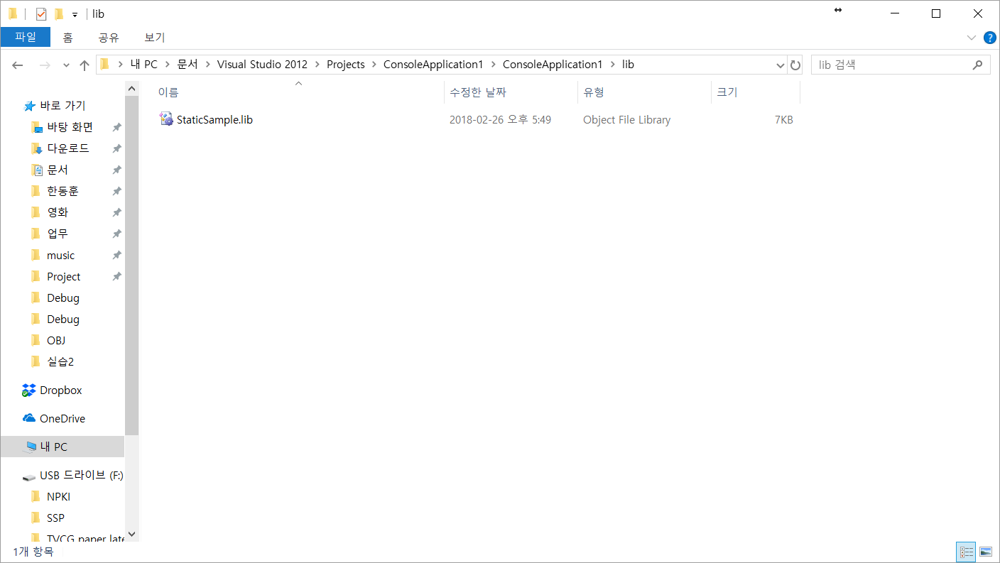 lib
파일 홈 공유 보기
내 PC 문서 Visual Studio 2012 Projects ConsoleApplication1 ConsoleApplication1 lib
lib 검색
이름 수정한 날짜 유형 크기
StaticSample.lib 2018-02-26 오후 5:49 Object File Library 7KB
바로 가기
바탕 화면
다운로드
문서
한동훈
영화
업무
music
Project
Debug
Debug
OBJ
실습2
Dropbox
OneDrive
내 PC
USB 드라이브 (F:)
NPKI
SSP
TVCG paper late
1개 항목